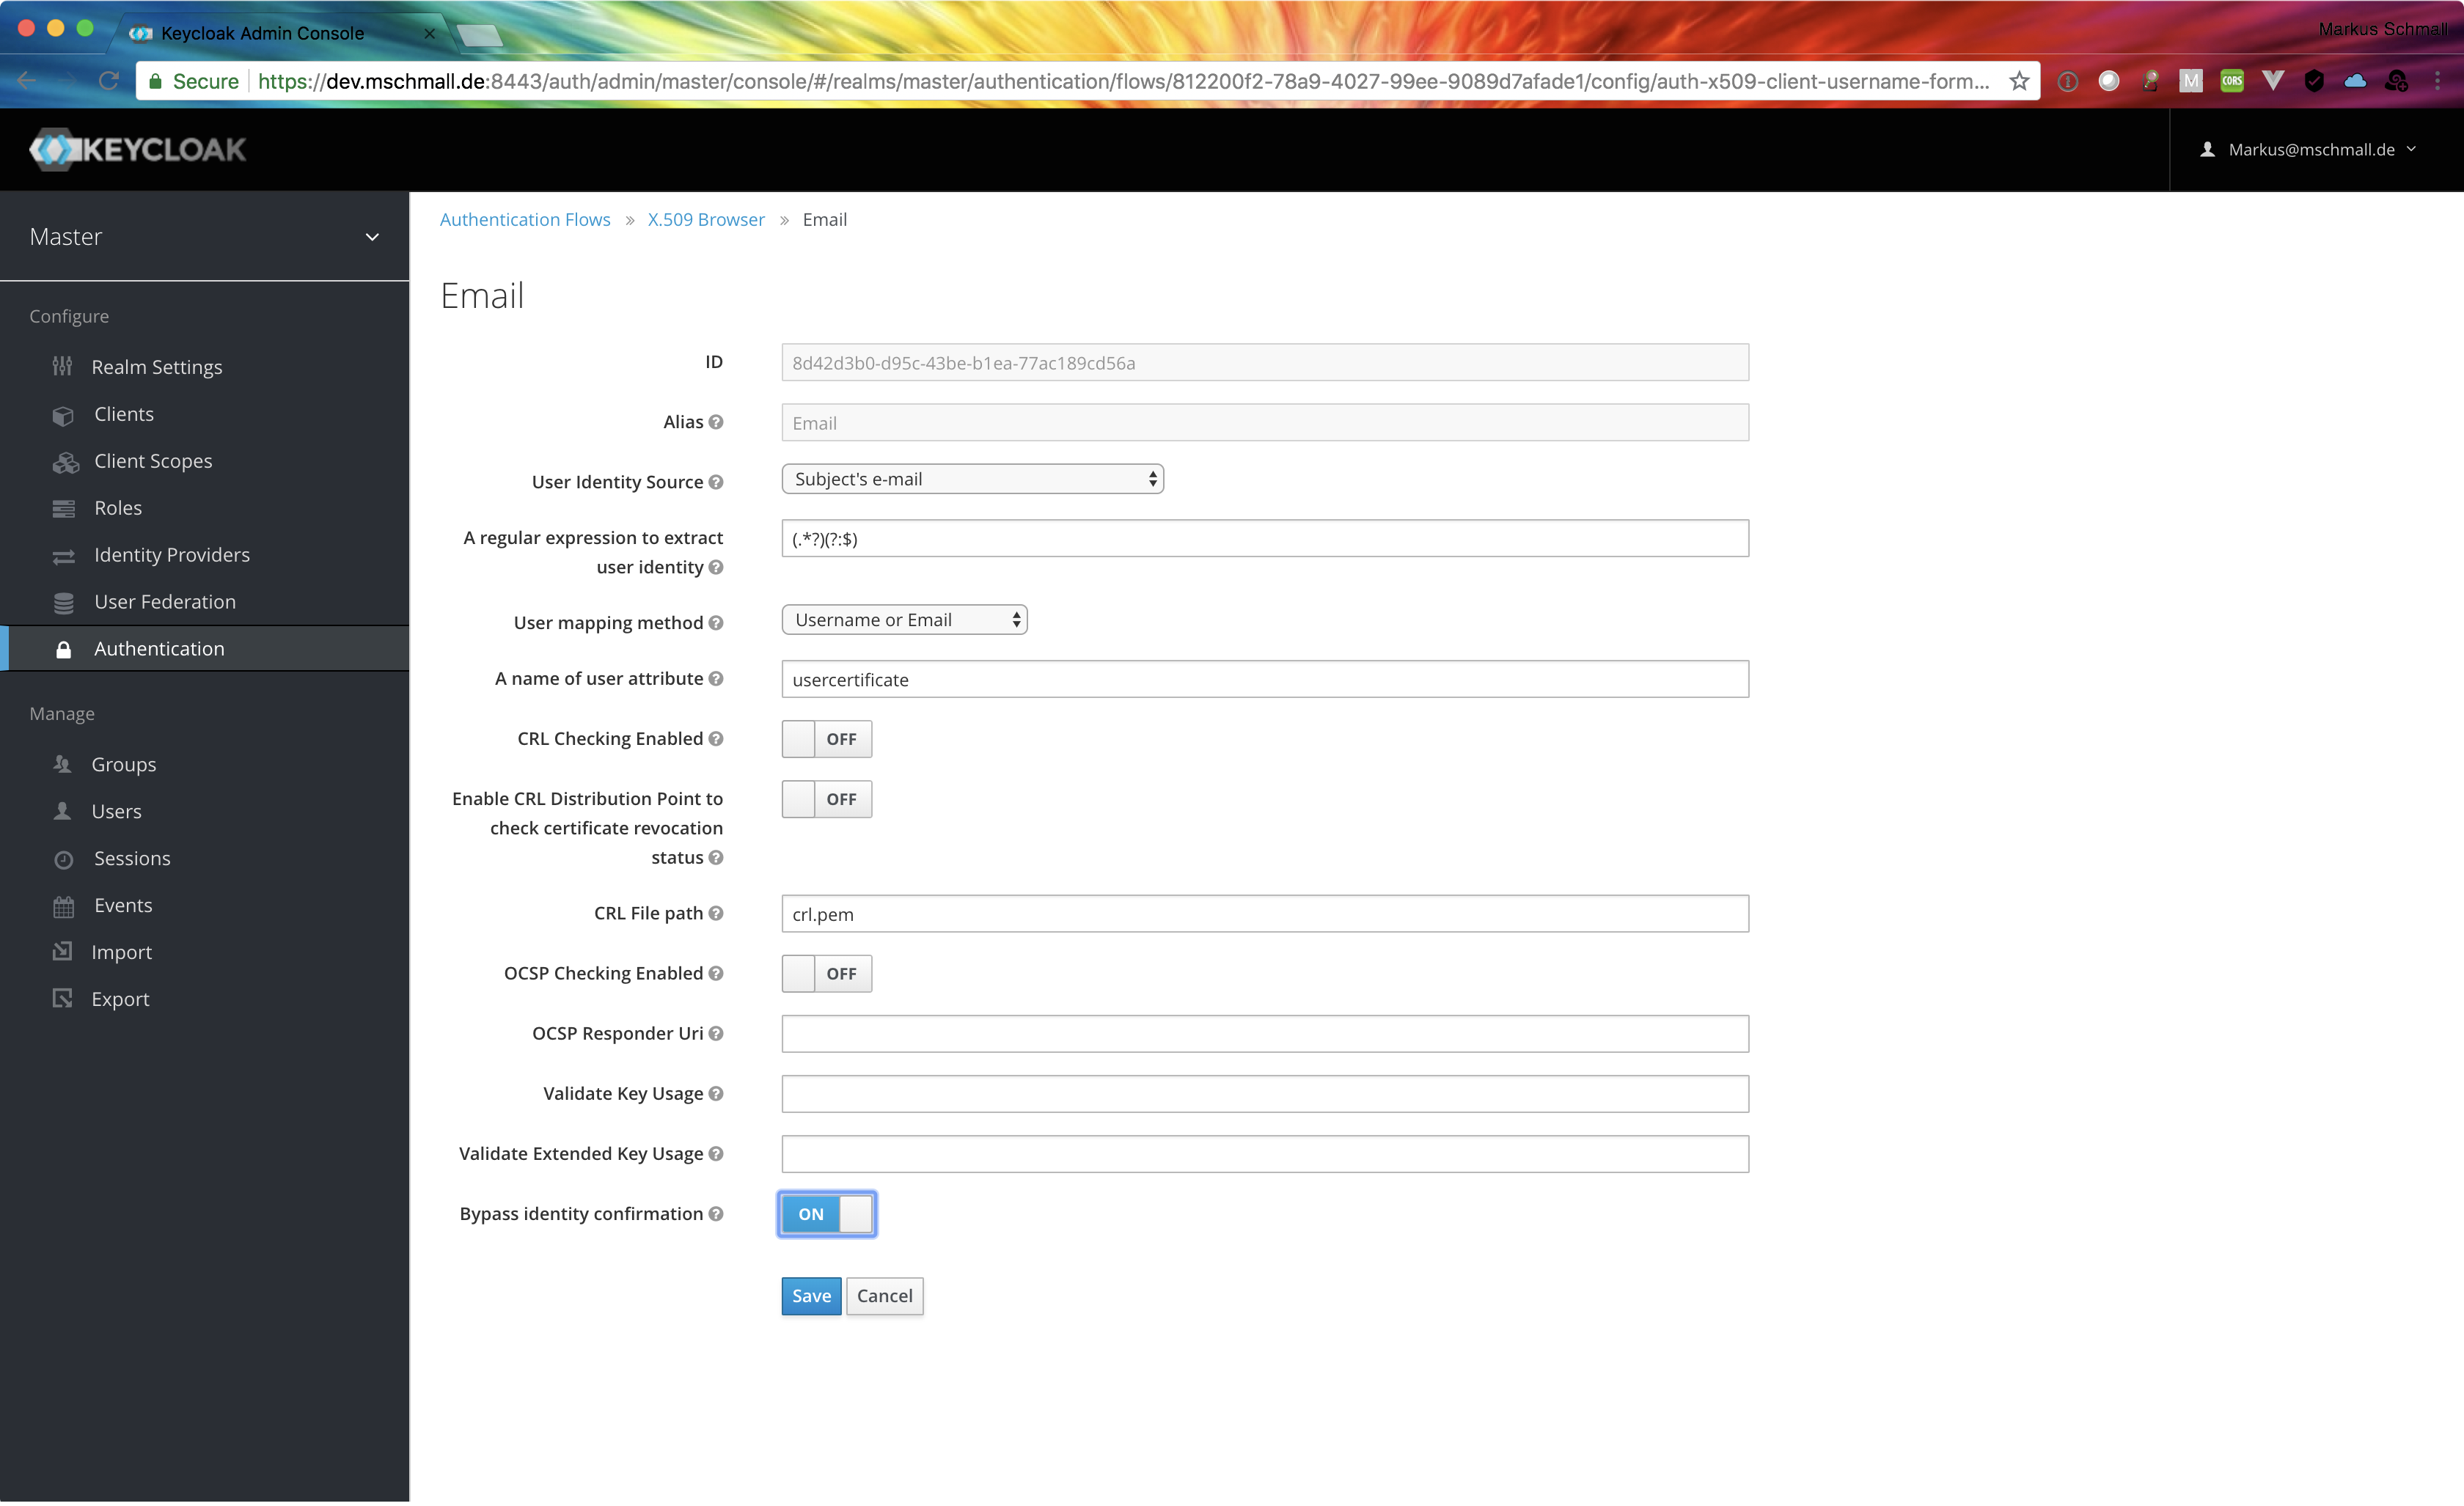 Keycloak Admin Console
Markus Schmall
Secure https://dev.mschmall.de:8443/auth/admin/master/console/#/realms/master/authentication/flows/812200f2-78a9-4027-99ee-9089d7afade1/config/auth-x509-client-username-form...
M
CORS
KEYCLOAK
Markus@mschmall.de
Master
Configure
Realm Settings
Clients
Client Scopes
Roles
Identity Providers
User Federation
Authentication
Manage
Groups
Users
Sessions
Events
Import
Export
Authentication Flows » X.509 Browser » Email
Email
ID
8d42d3b0-d95c-43be-b1ea-77ac189cd56a
Alias
Email
User Identity Source
Subject's e-mail
A regular expression to extract
user identity
(.*?)(?:$)
User mapping method
Username or Email
A name of user attribute
usercertificate
CRL Checking Enabled
OFF
Enable CRL Distribution Point to
check certificate revocation
status
OFF
CRL File path
crl.pem
OCSP Checking Enabled
OFF
OCSP Responder Uri
Validate Key Usage
Validate Extended Key Usage
Bypass identity confirmation
ON
Save
Cancel